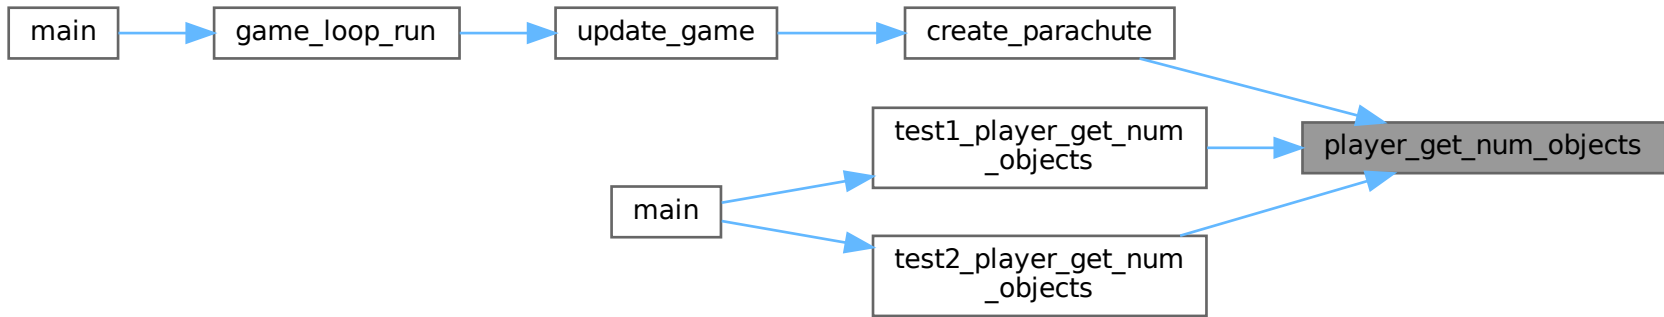 main
game_loop_run
update_game
create_parachute
test1_player_get_num
_objects
player_get_num_objects
main
test2_player_get_num
_objects